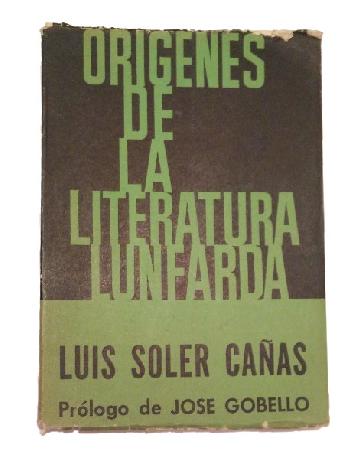 ORIGENES
DE
LA
LITERATURA
LUNFARDA
LUIS SOLER CAÑAS
Prólogo de JOSE GOBELLO